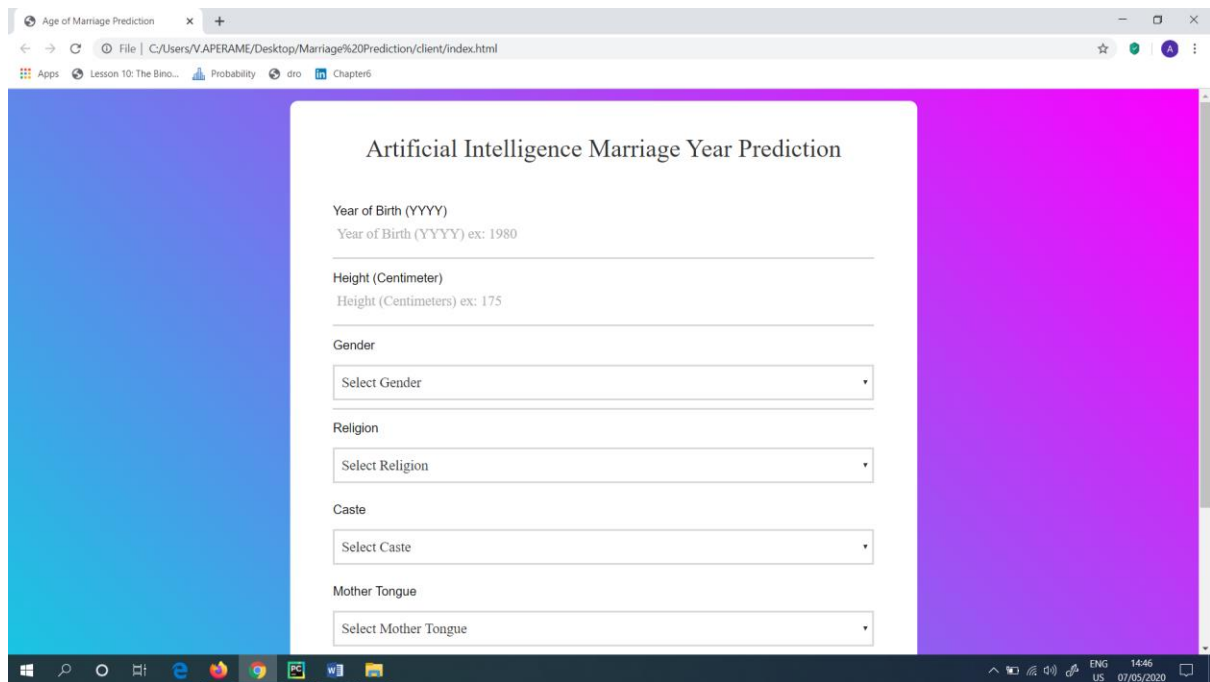 Age of Marriage Prediction
File | C:/Users/V.APERAME/Desktop/Marriage%20Prediction/client/index.html
A
Apps Lesson 10: The Bino... Probability dro in Chapter6
Artificial Intelligence Marriage Year Prediction
Year of Birth (YYYY)
Year of Birth (YYYY) ex: 1980
Height (Centimeter)
Height (Centimeters) ex: 175
Gender
Select Gender
Religion
Select Religion
Caste
Select Caste
Mother Tongue
Select Mother Tongue
PC
ENG 14:46
US 07/05/2020